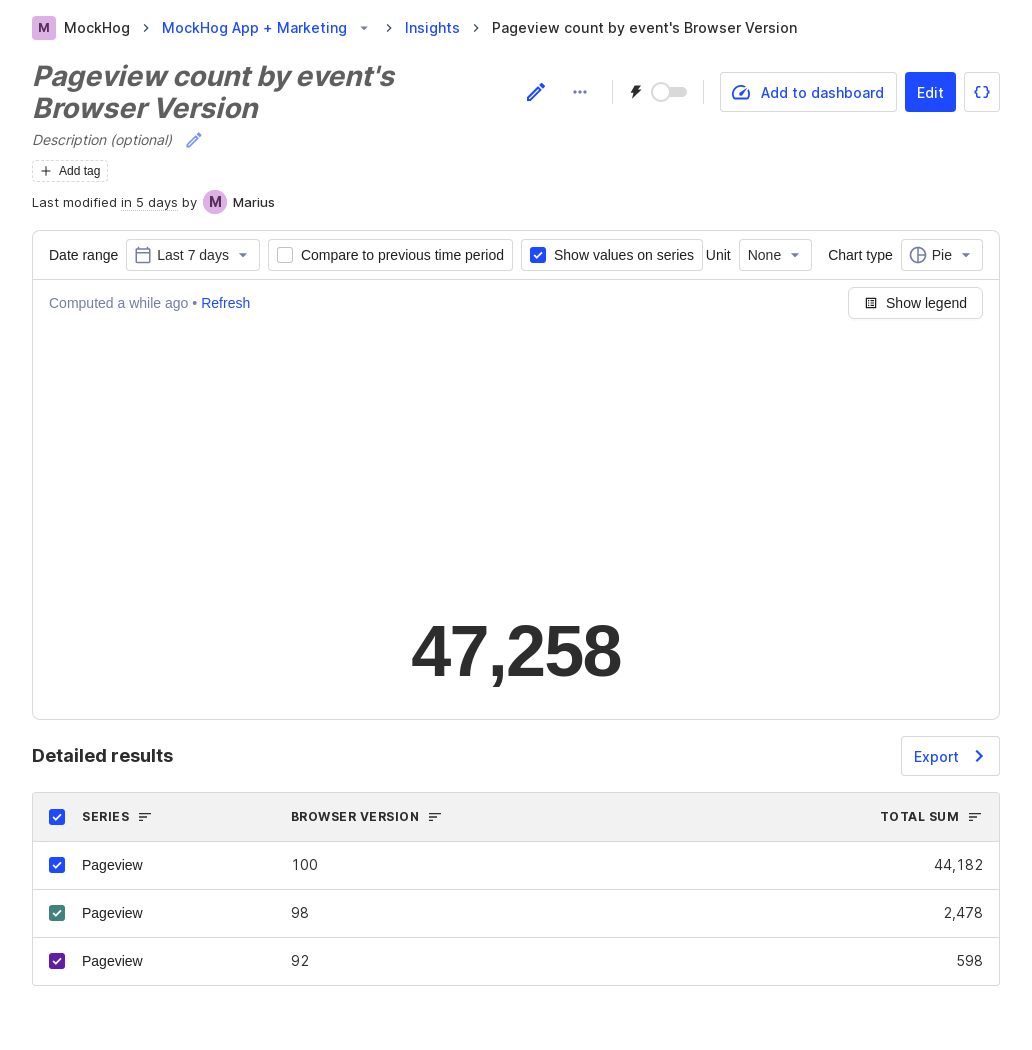 M MockHog MockHog App + Marketing Insights Pageview count by event's Browser Version
Pageview count by event's
Browser Version
Add to dashboard Edit
Description (optional)
Add tag
Last modified in 5 days by M Marius
Date range Last 7 days Compare to previous time period Show values on series Unit None Chart type Pie
Computed a while ago • Refresh Show legend
47,258
Detailed results Export
SERIES BROWSER VERSION TOTAL SUM
Pageview 100 44,182
Pageview 98 2,478
Pageview 92 598